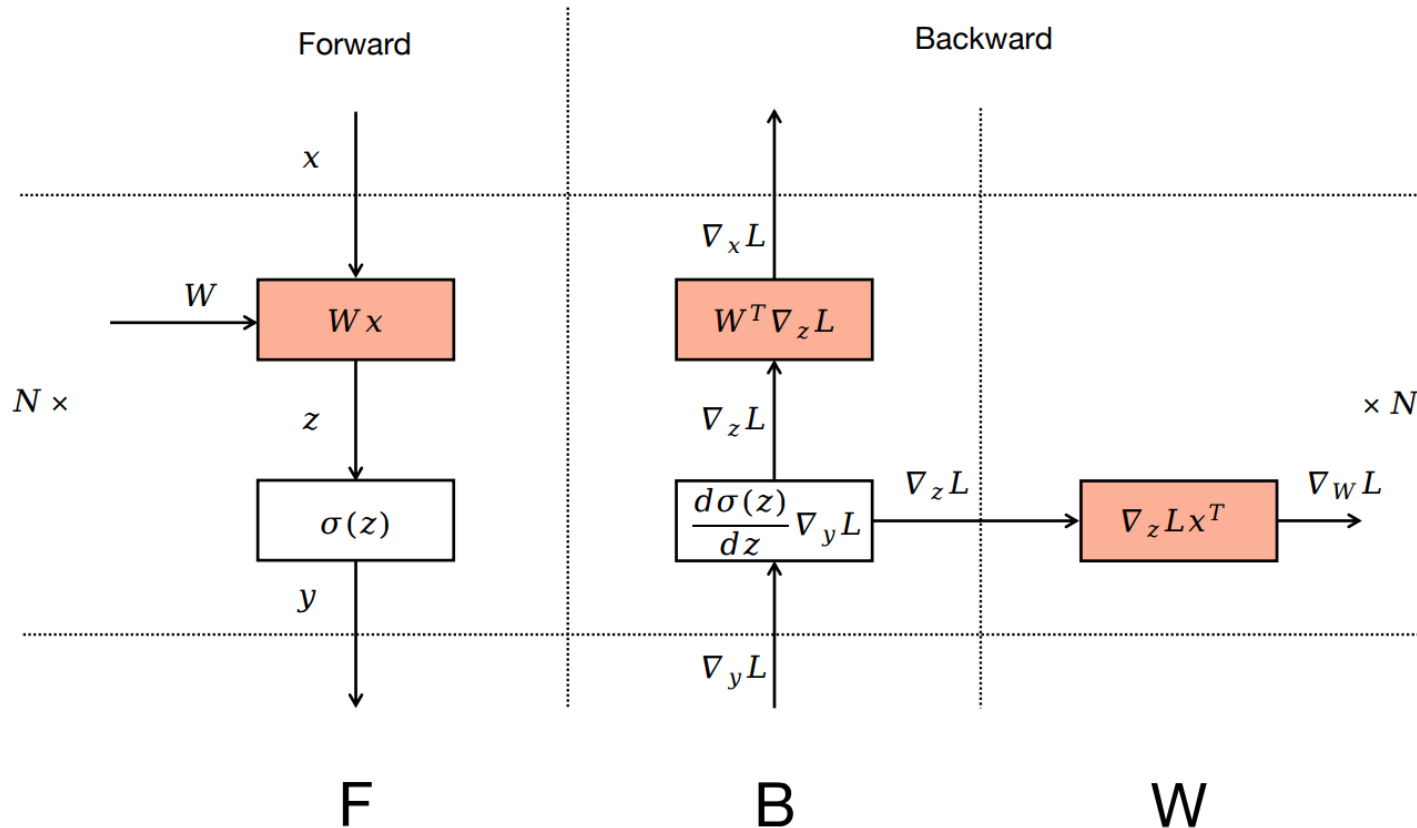 Forward
Backward
x
∇ₓL
W
Wx
Wᵀ∇_zL
N ×
z
∇_zL
× N
∇_zL
∇_WL
σ(z)
dσ(z)/dz ∇_yL
∇_zLxᵀ
y
∇_yL
F
B
W